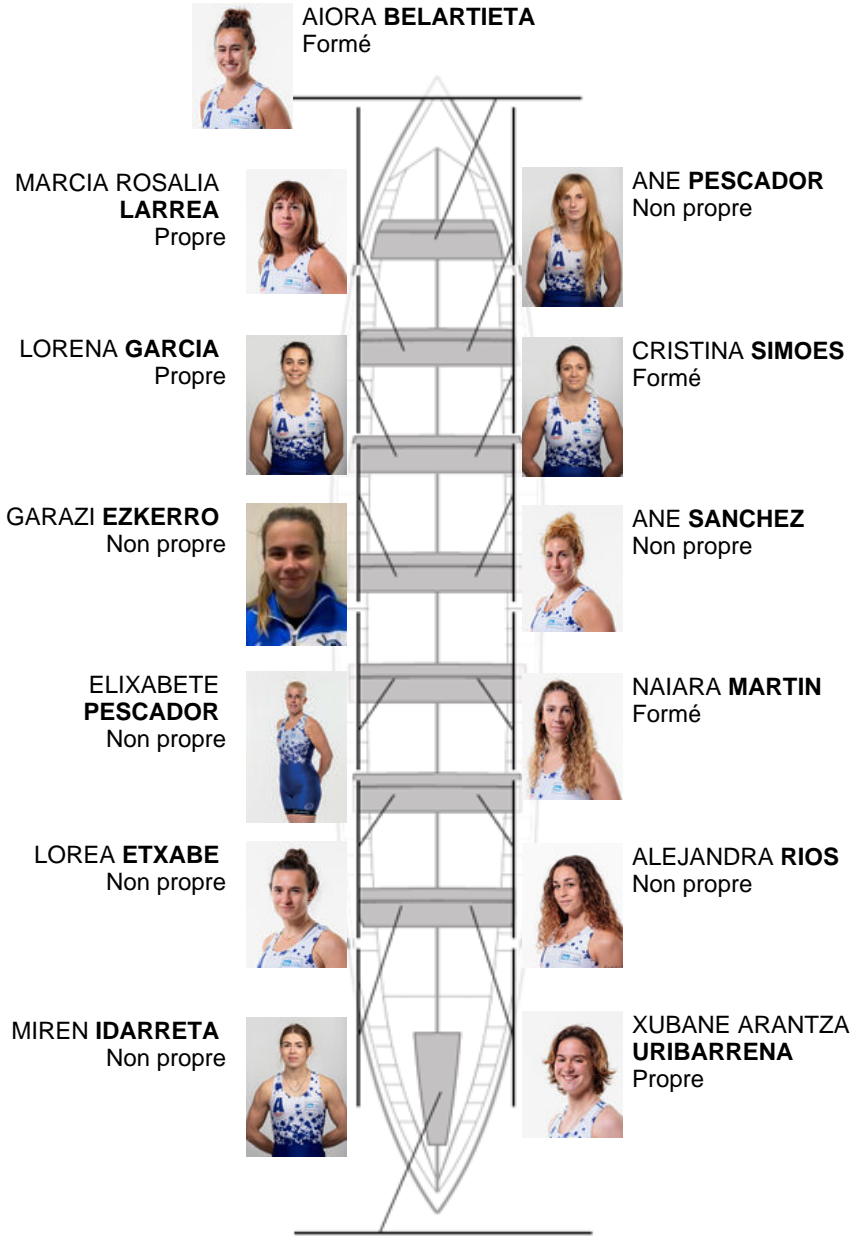 AIORA BELARTIETA
Formé
MARCIA ROSALIA
LARREA
Propre
ANE PESCADOR
Non propre
LORENA GARCIA
Propre
CRISTINA SIMOES
Formé
GARAZI EZKERRO
Non propre
ANE SANCHEZ
Non propre
ELIXABETE
PESCADOR
Non propre
NAIARA MARTIN
Formé
LOREA ETXABE
Non propre
ALEJANDRA RIOS
Non propre
MIREN IDARRETA
Non propre
XUBANE ARANTZA
URIBARRENA
Propre